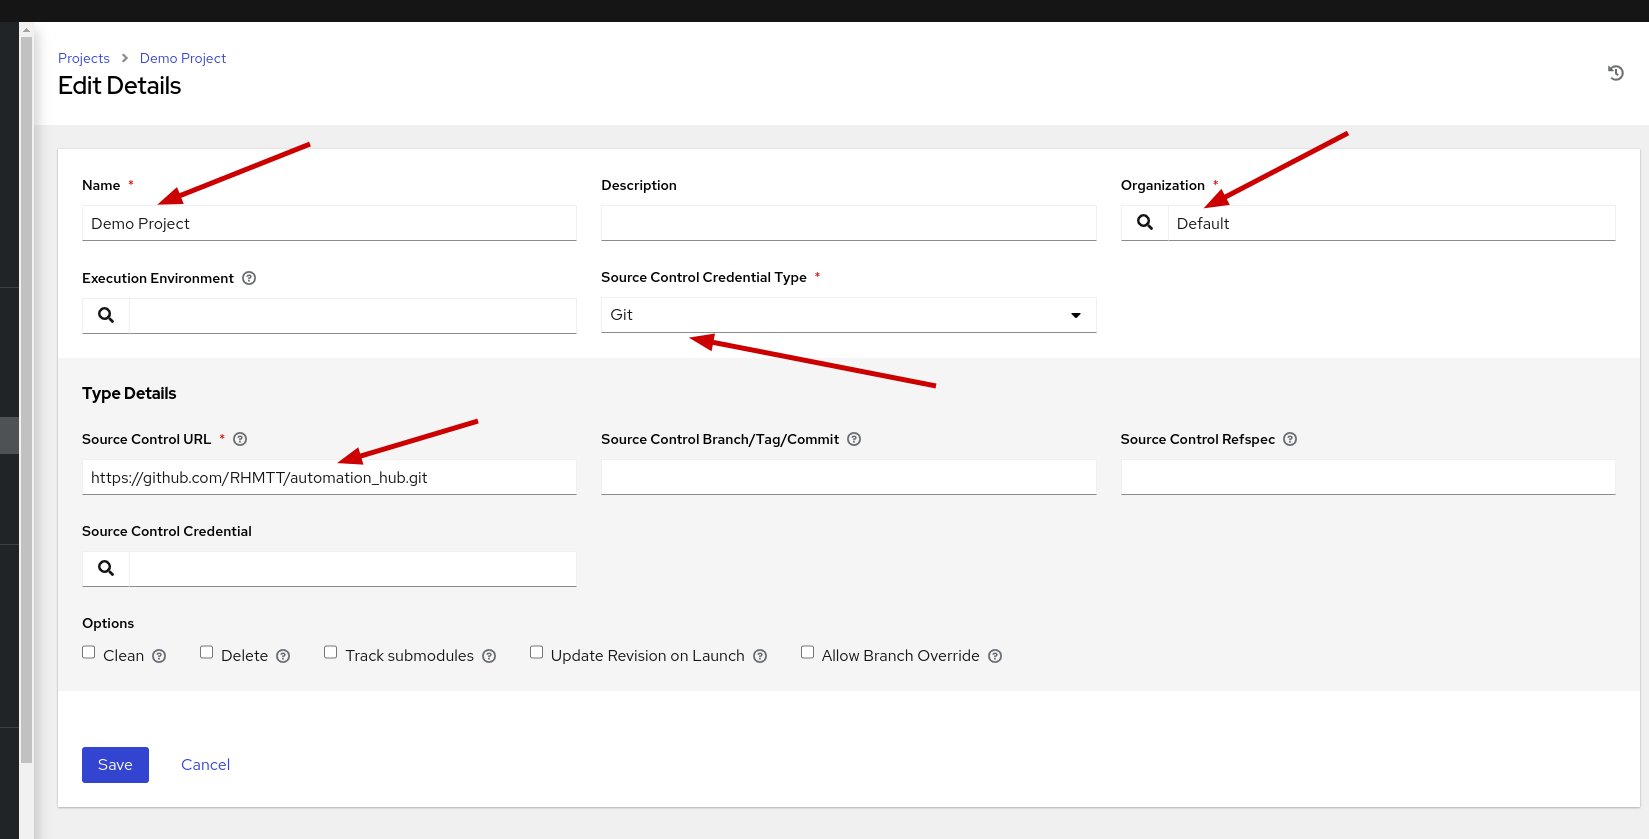 Projects > Demo Project
Edit Details
Name * Description Organization *
Demo Project Default
Execution Environment Source Control Credential Type *
Git
Type Details
Source Control URL * Source Control Branch/Tag/Commit Source Control Refspec
https://github.com/RHMTT/automation_hub.git
Source Control Credential
Options
Clean Delete Track submodules Update Revision on Launch Allow Branch Override
Save Cancel